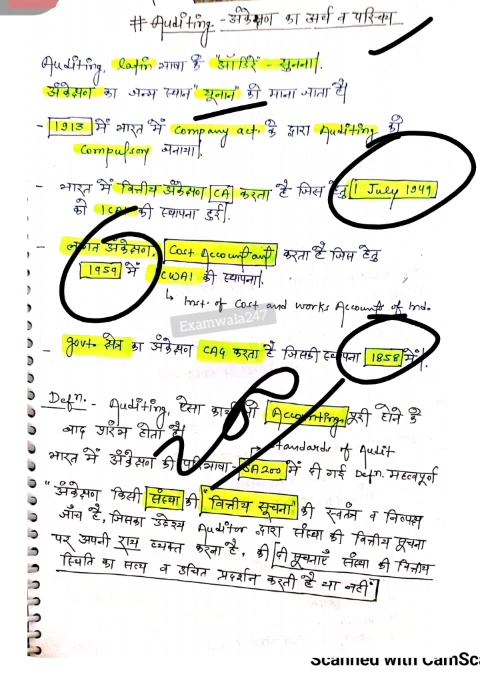 # Auditing - अंकेक्षण का अर्थ व परिचय
Auditing, latin भाषा के "ऑडिरे" - सुनना।
अंकेक्षण का जन्म स्थान "यूनान" को माना जाता है।
- 1913 में भारत में Company act. के द्वारा Auditing को
Compulsory बनाया।
- भारत में वित्तीय अंकेक्षण CA करता है जिस हेतु 1 July 1949
को ICAI की स्थापना हुई।
- लागत अंकेक्षण, Cost Accountant करता है जिस हेतु
1959 में ICWAI की स्थापना।
↳ Inst. of Cost and Works Accounts of Ind.
Examwala247
- Govt. क्षेत्र का अंकेक्षण CAG करता है जिसकी स्थापना 1858 में।
Defn. - Auditing, ऐसा कार्य जो Accounting पूरी होने के
बाद प्रारंभ होता है।
→ Standards of Audit
भारत में अंकेक्षण की परिभाषा - SA200 में दी गई Defn. महत्वपूर्ण
"अंकेक्षण किसी संस्था की "वित्तीय सूचना" की स्वतंत्र व निष्पक्ष
जाँच है, जिसका उद्देश्य Auditor द्वारा संस्था की वित्तीय सूचना
पर अपनी राय व्यक्त करना है, की दी सूचनाएँ संस्था की वित्तीय
स्थिति का सत्य व उचित प्रदर्शन करती है या नहीं"
Scanned with CamSc